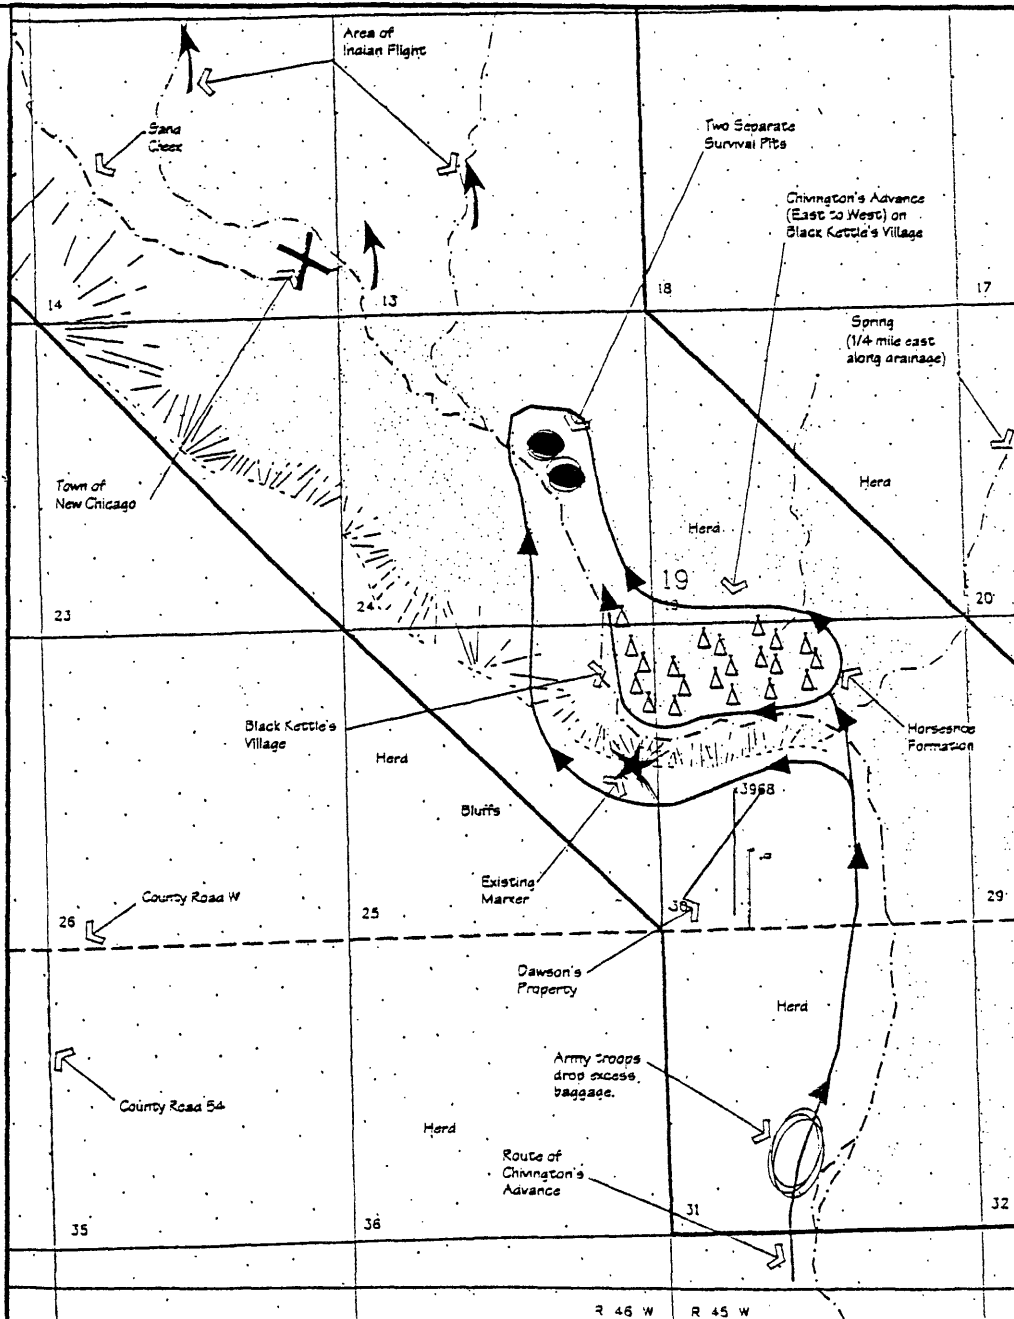 Area of
Indian Flight
Sand
Creek
Two Separate
Survival Pits
Chivington's Advance
(East to West) on
Black Kettle's Village
14
13
18
17
Spring
(1/4 mile east
along drainage)
Town of
New Chicago
Herd
Herd
19
19
20
23
24
Black Kettle's
Village
Herd
Horseshoe
Formation
3968
Bluffs
Existing
Marker
County Road W
26
25
30
29
Dawson's
Property
Herd
Army troops
drop excess
baggage.
County Road 54
Herd
Route of
Chivington's
Advance
35
36
31
32
R 46 W R 45 W